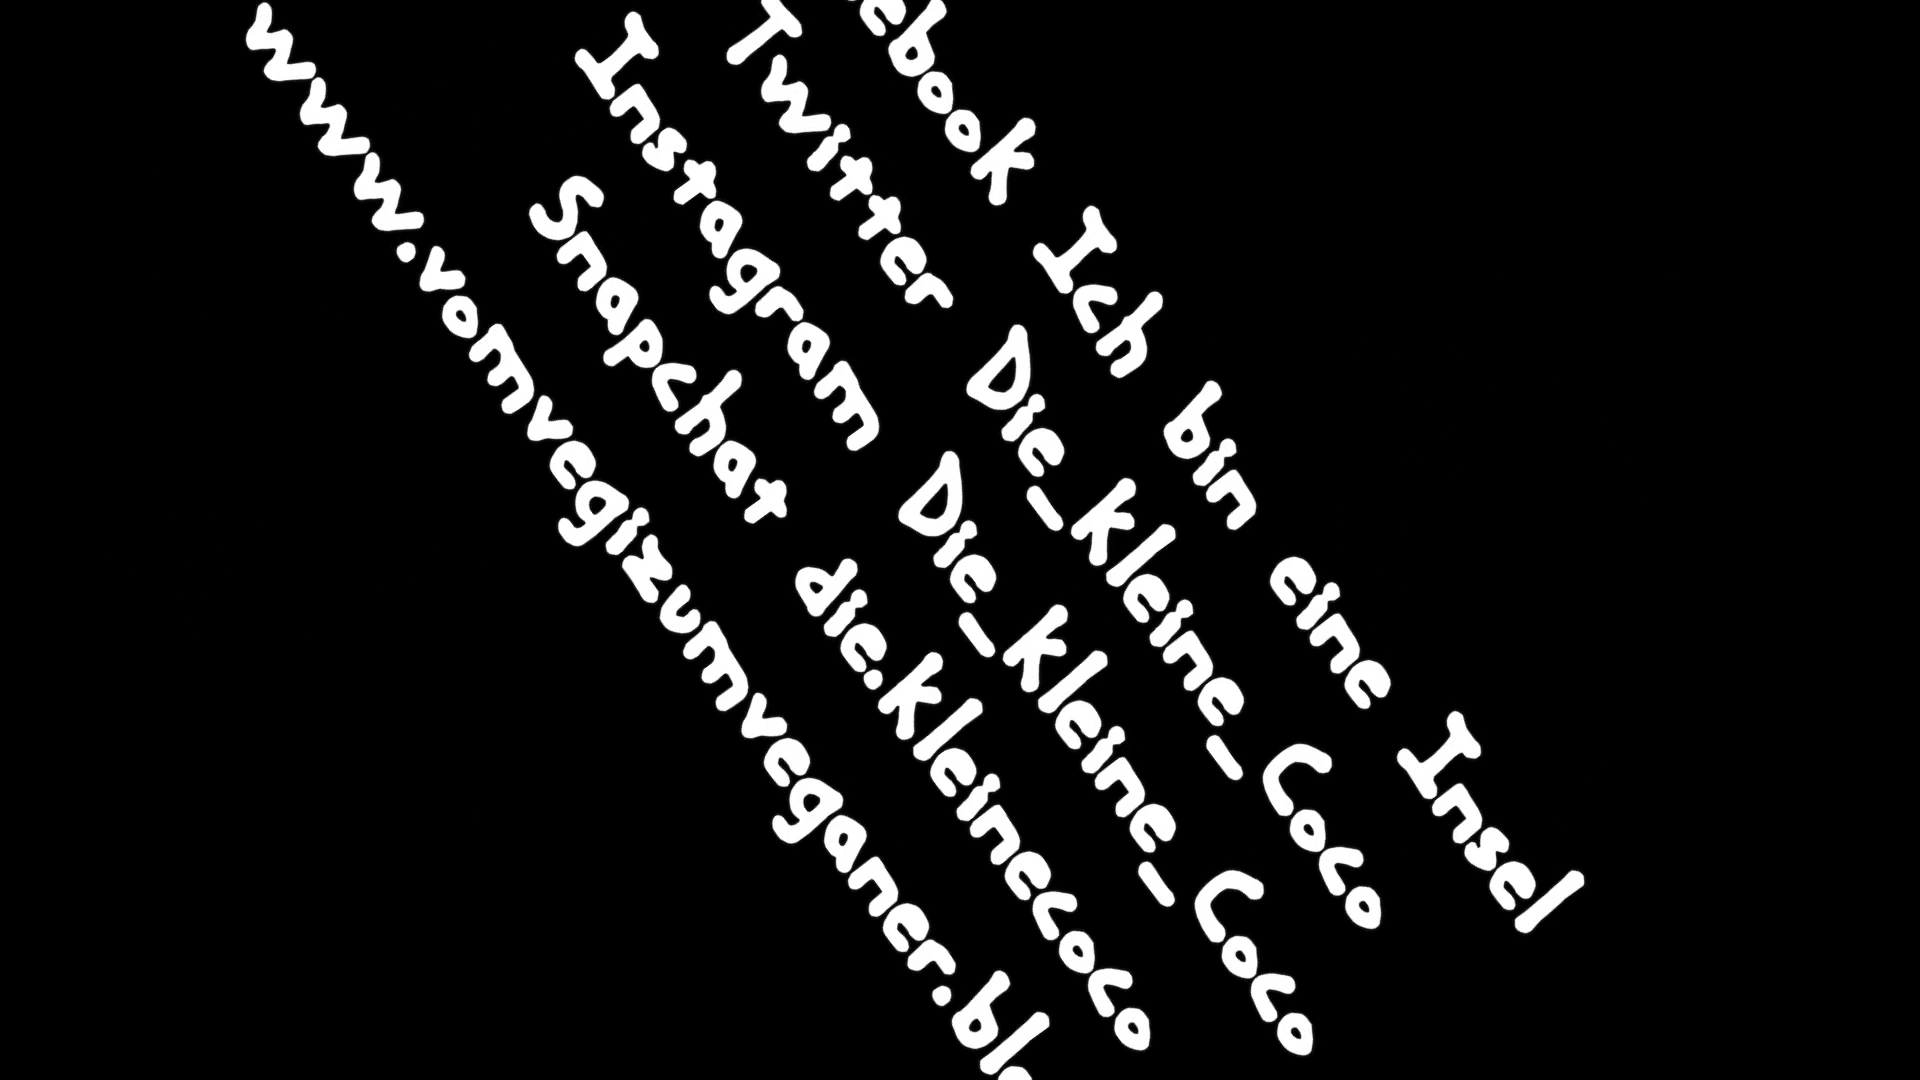 ebook Ich bin eine Insel
Twitter Die_kleine_Coco
Instagram Die_kleine_Coco
Snapchat die.kleinecoco
www.vomvegizumveganer.bl